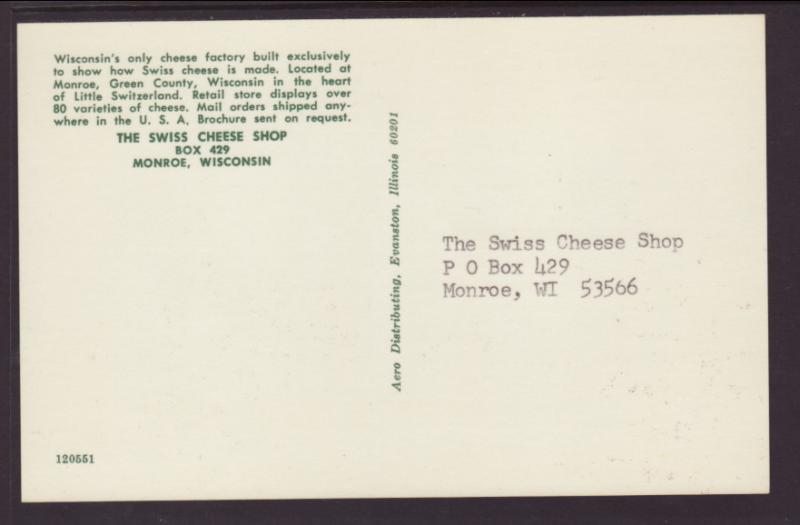 Wisconsin's only cheese factory built exclusively
to show how Swiss cheese is made. Located at
Monroe, Green County, Wisconsin in the heart
of Little Switzerland. Retail store displays over
80 varieties of cheese. Mail orders shipped any-
where in the U. S. A. Brochure sent on request.
THE SWISS CHEESE SHOP
BOX 429
MONROE, WISCONSIN
Aero Distributing, Evanston, Illinois 60201
The Swiss Cheese Shop
P O Box 429
Monroe, WI 53566
120551